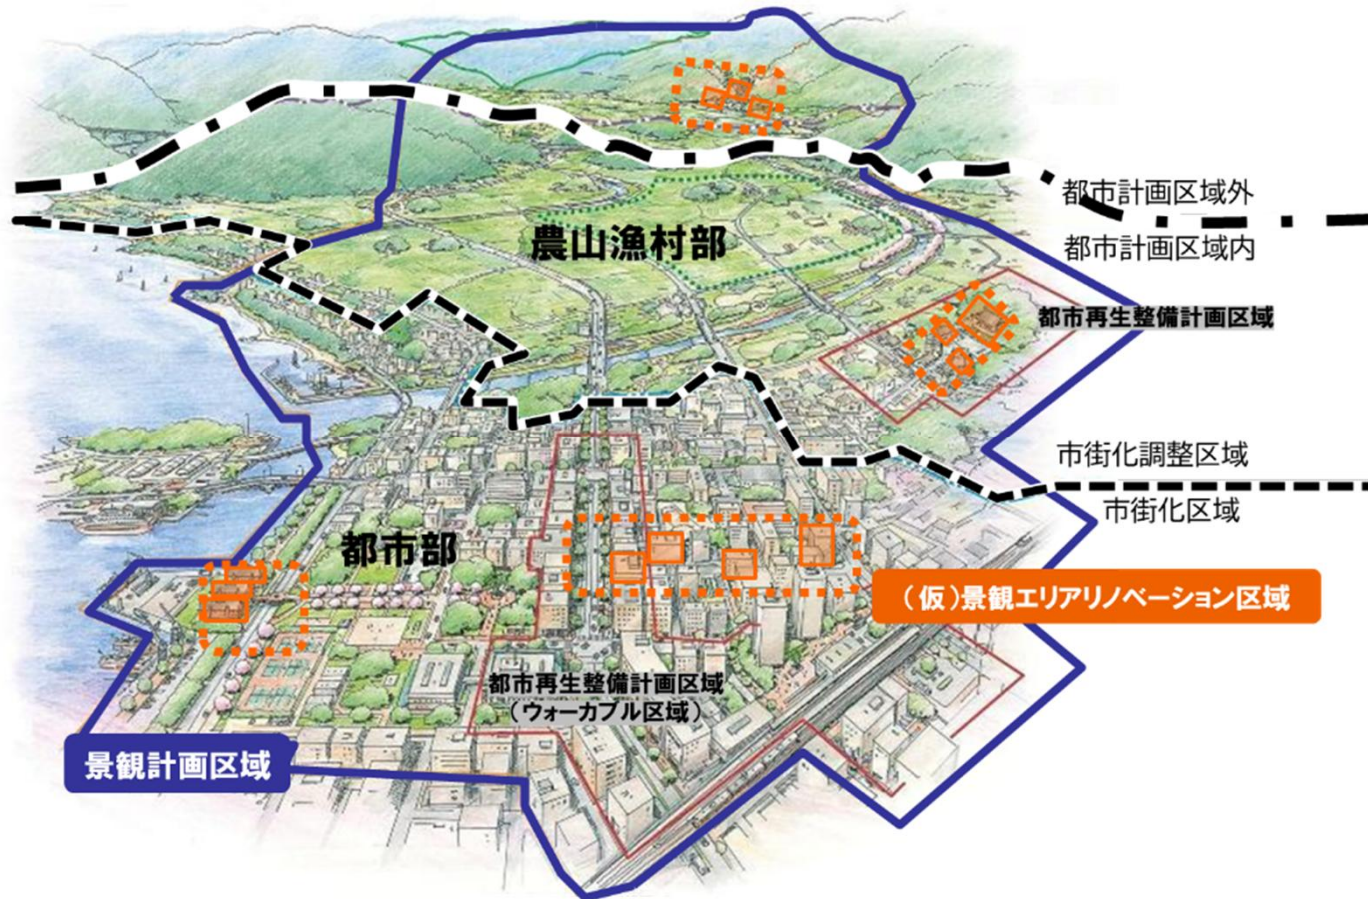 都市計画区域外
都市計画区域内
農山漁村部
都市再生整備計画区域
市街化調整区域
市街化区域
都市部
（仮）景観エリアリノベーション区域
都市再生整備計画区域
（ウォーカブル区域）
景観計画区域